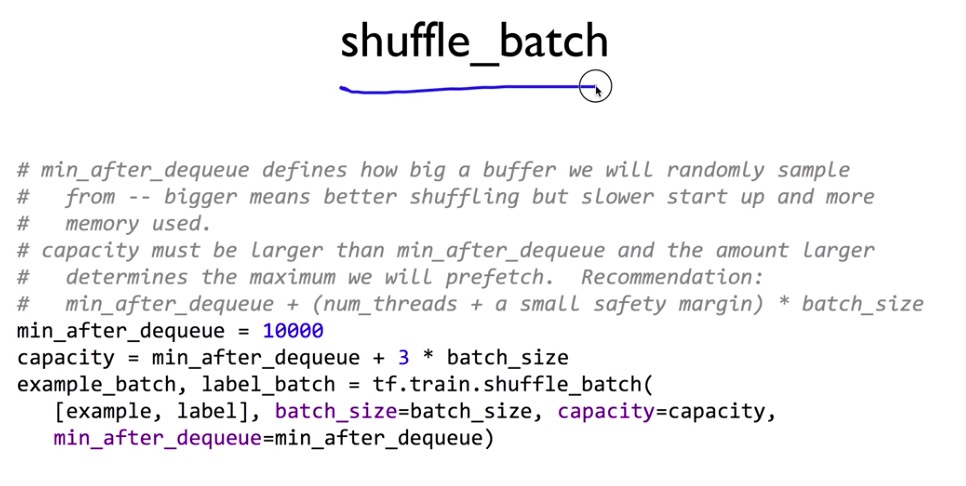 shuffle_batch
# min_after_dequeue defines how big a buffer we will randomly sample
#   from -- bigger means better shuffling but slower start up and more
#   memory used.
# capacity must be larger than min_after_dequeue and the amount larger
#   determines the maximum we will prefetch.  Recommendation:
#   min_after_dequeue + (num_threads + a small safety margin) * batch_size
min_after_dequeue = 10000
capacity = min_after_dequeue + 3 * batch_size
example_batch, label_batch = tf.train.shuffle_batch(
   [example, label], batch_size=batch_size, capacity=capacity,
   min_after_dequeue=min_after_dequeue)